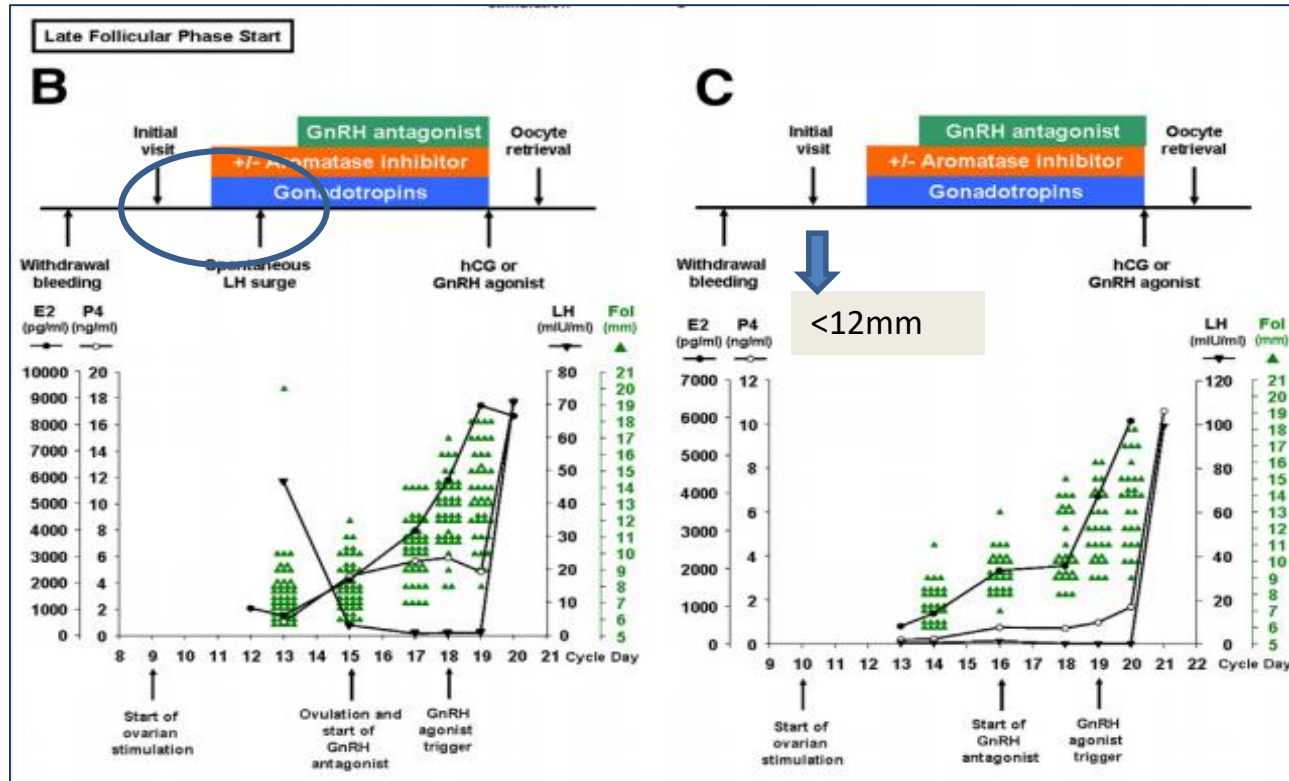 Late Follicular Phase Start
B
Initial
visit
GnRH antagonist
+/- Aromatase inhibitor
Gonadotropins
Oocyte
retrieval
Withdrawal
bleeding
Spontaneous
LH surge
hCG or
GnRH agonist
E2
(pg/ml)
P4
(ng/ml)
LH
(mIU/ml)
Fol
(mm)
10000 20 80 21
9000 18 70 20
8000 16 60 19
7000 14 50 18
6000 12 40 17
5000 10 30 16
4000 8 20 15
3000 6 10 14
2000 4 0 13
1000 2 12
0 0 11
10
9
8
7
6
5
8 9 10 11 12 13 14 15 16 17 18 19 20 21 Cycle Day
Start of
ovarian
stimulation
Ovulation and
start of
GnRH
antagonist
GnRH
agonist
trigger
C
Initial
visit
GnRH antagonist
+/- Aromatase inhibitor
Gonadotropins
Oocyte
retrieval
Withdrawal
bleeding
<12mm
hCG or
GnRH agonist
E2
(pg/ml)
P4
(ng/ml)
LH
(mIU/ml)
Fol
(mm)
7000 12 120 21
6000 10 100 20
5000 8 80 19
4000 6 60 18
3000 4 40 17
2000 2 20 16
1000 0 0 15
0 14
13
12
11
10
9
8
7
6
5
9 10 11 12 13 14 15 16 17 18 19 20 21 22 Cycle Day
Start of
ovarian
stimulation
Start of
GnRH
antagonist
GnRH
agonist
trigger